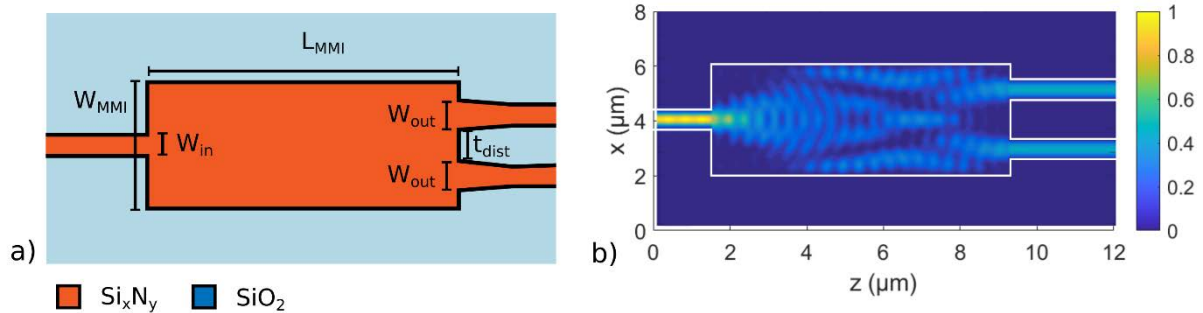 L_MMI
W_MMI
W_in
W_out
t_dist
W_out
a)
Si_xN_y
SiO_2
8
6
4
2
0
x (μm)
0
2
4
6
8
10
12
z (μm)
b)
1
0.8
0.6
0.4
0.2
0